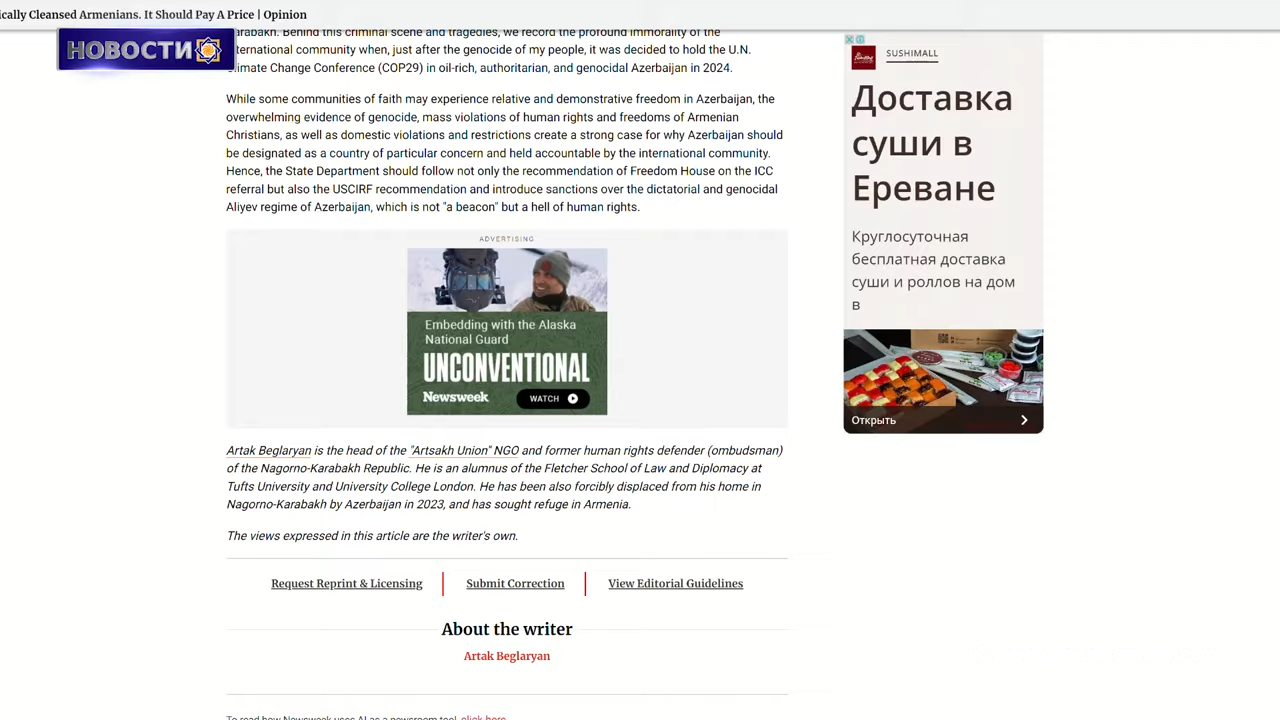 ically Cleansed Armenians. It Should Pay A Price | Opinion
НОВОСТИ
Karabakh. Behind this criminal scene and tragedies, we record the profound immorality of the
international community when, just after the genocide of my people, it was decided to hold the U.N.
Climate Change Conference (COP29) in oil-rich, authoritarian, and genocidal Azerbaijan in 2024.
While some communities of faith may experience relative and demonstrative freedom in Azerbaijan, the
overwhelming evidence of genocide, mass violations of human rights and freedoms of Armenian
Christians, as well as domestic violations and restrictions create a strong case for why Azerbaijan should
be designated as a country of particular concern and held accountable by the international community.
Hence, the State Department should follow not only the recommendation of Freedom House on the ICC
referral but also the USCIRF recommendation and introduce sanctions over the dictatorial and genocidal
Aliyev regime of Azerbaijan, which is not "a beacon" but a hell of human rights.
ADVERTISING
Embedding with the Alaska
National Guard
UNCONVENTIONAL
Newsweek
WATCH
Artak Beglaryan is the head of the "Artsakh Union" NGO and former human rights defender (ombudsman)
of the Nagorno-Karabakh Republic. He is an alumnus of the Fletcher School of Law and Diplomacy at
Tufts University and University College London. He has been also forcibly displaced from his home in
Nagorno-Karabakh by Azerbaijan in 2023, and has sought refuge in Armenia.
The views expressed in this article are the writer's own.
Request Reprint & Licensing
Submit Correction
View Editorial Guidelines
About the writer
Artak Beglaryan
To read how Newsweek uses AI as a newsroom tool, click here.
SUSHIMALL
Доставка
суши в
Ереване
Круглосуточная
бесплатная доставка
суши и роллов на дом
в
Открыть